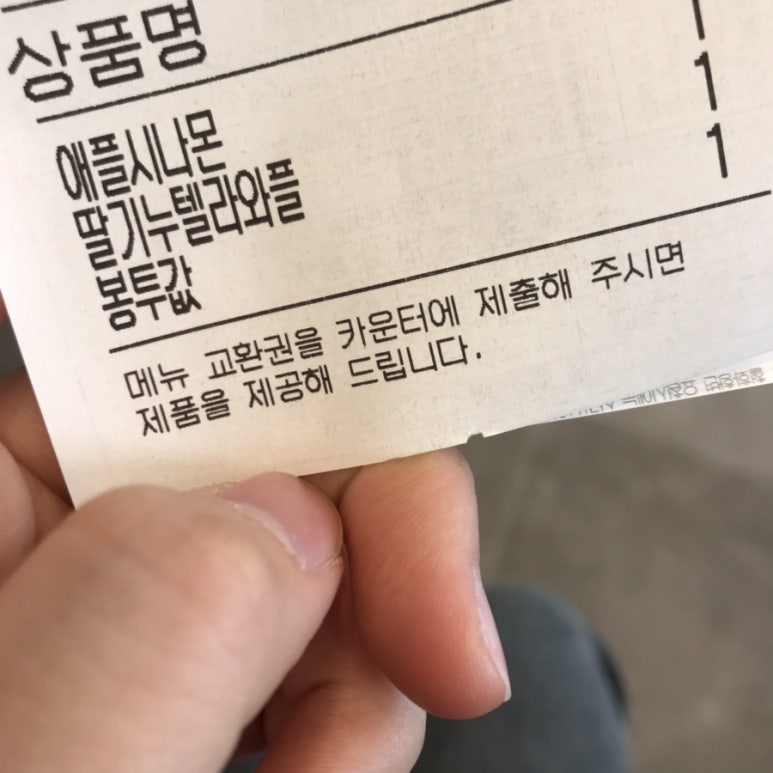 상품명
애플시나몬 1
딸기누텔라와플 1
봉투값 1
메뉴 교환권을 카운터에 제출해 주시면
제품을 제공해 드립니다.